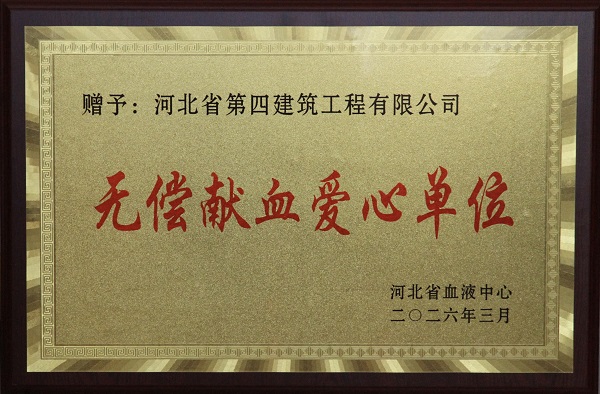 赠予：河北省第四建筑工程有限公司
无偿献血爱心单位
河北省血液中心
二〇二六年三月